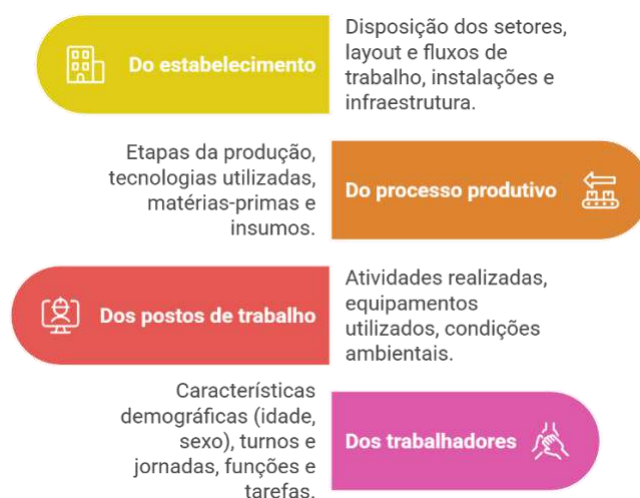 Do estabelecimento
Disposição dos setores,
layout e fluxos de
trabalho, instalações e
infraestrutura.
Etapas da produção,
tecnologias utilizadas,
matérias-primas e
insumos.
Do processo produtivo
Dos postos de trabalho
Atividades realizadas,
equipamentos
utilizados, condições
ambientais.
Características
demográficas (idade,
sexo), turnos e
jornadas, funções e
tarefas.
Dos trabalhadores